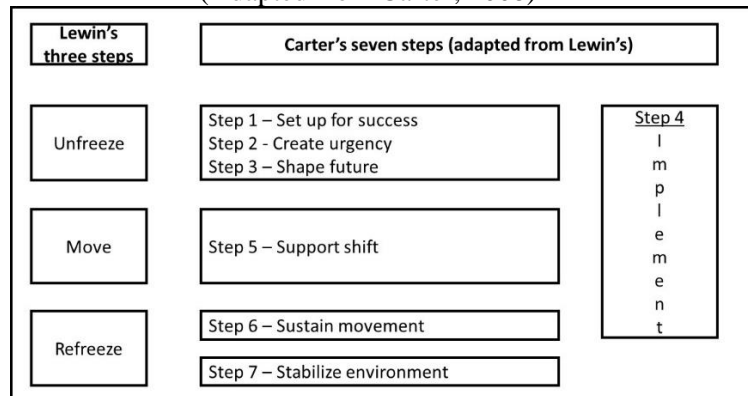 Lewin's
three steps
Carter's seven steps (adapted from Lewin's)
Unfreeze
Step 1 – Set up for success
Step 2 - Create urgency
Step 3 – Shape future
Move
Step 5 – Support shift
Refreeze
Step 6 – Sustain movement
Step 7 – Stabilize environment
Step 4
I
m
p
l
e
m
e
n
t